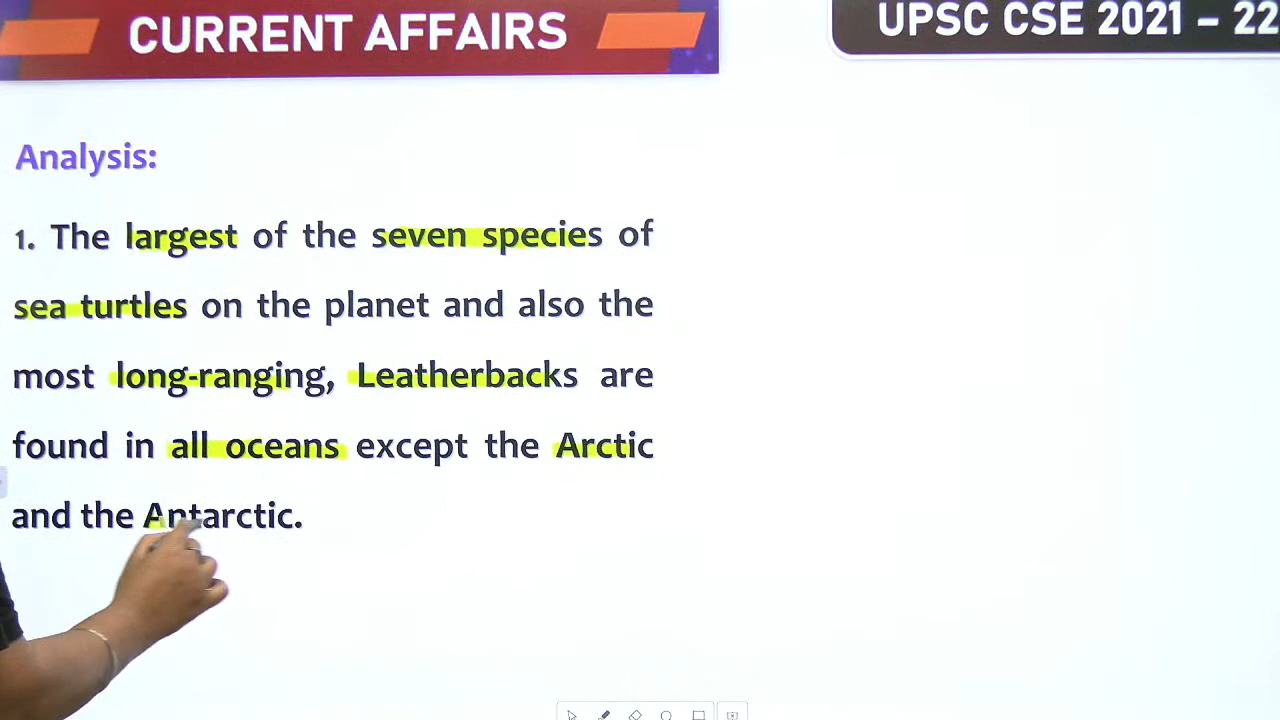 CURRENT AFFAIRS
UPSC CSE 2021 – 22
Analysis:
1. The largest of the seven species of
sea turtles on the planet and also the
most long-ranging, Leatherbacks are
found in all oceans except the Arctic
and the Antarctic.